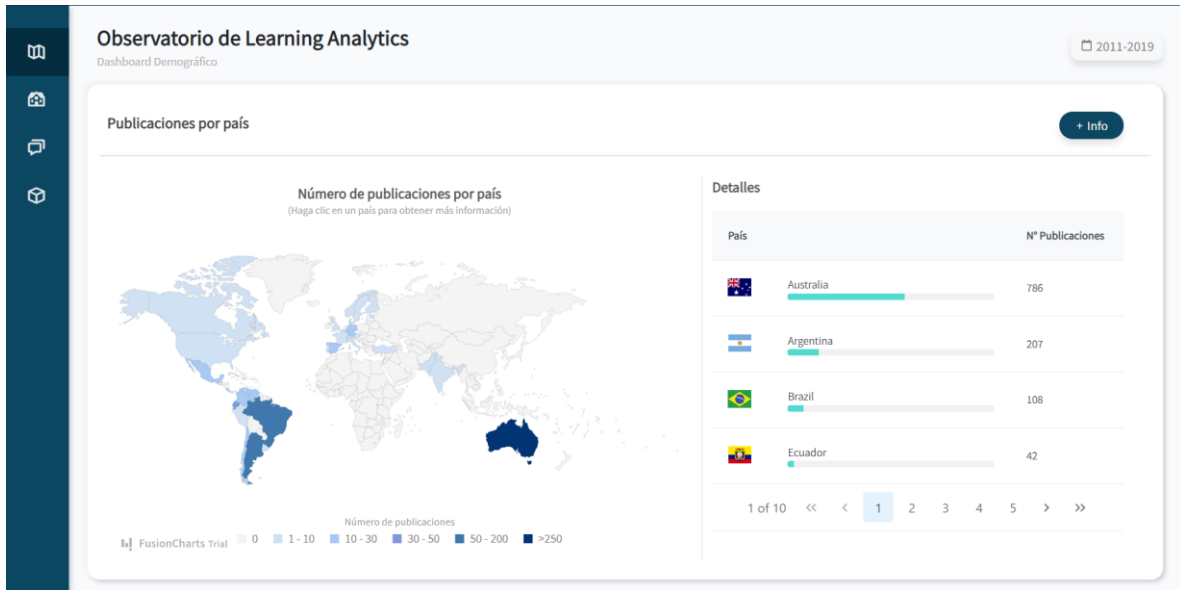 Observatorio de Learning Analytics
Dashboard Demográfico
2011-2019
Publicaciones por país
+ Info
Número de publicaciones por país
(Haga clic en un país para obtener más información)
Número de publicaciones
0 1 - 10 10 - 30 30 - 50 50 - 200 >250
FusionCharts Trial
Detalles
País N° Publicaciones
Australia 786
Argentina 207
Brazil 108
Ecuador 42
1 of 10 << < 1 2 3 4 5 > >>